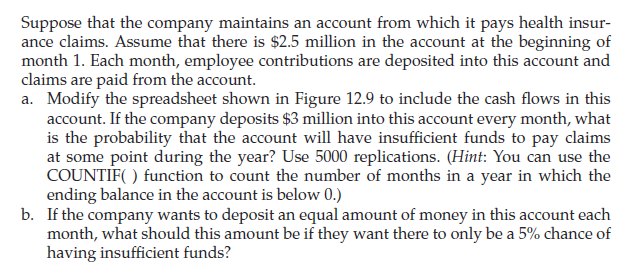 Suppose that the company maintains an account from which it pays health insur-
ance claims. Assume that there is $2.5 million in the account at the beginning of
month 1. Each month, employee contributions are deposited into this account and
claims are paid from the account.
a. Modify the spreadsheet shown in Figure 12.9 to include the cash flows in this
account. If the company deposits $3 million into this account every month, what
is the probability that the account will have insufficient funds to pay claims
at some point during the year? Use 5000 replications. (Hint: You can use the
COUNTIF( ) function to count the number of months in a year in which the
ending balance in the account is below 0.)
b. If the company wants to deposit an equal amount of money in this account each
month, what should this amount be if they want there to only be a 5% chance of
having insufficient funds?